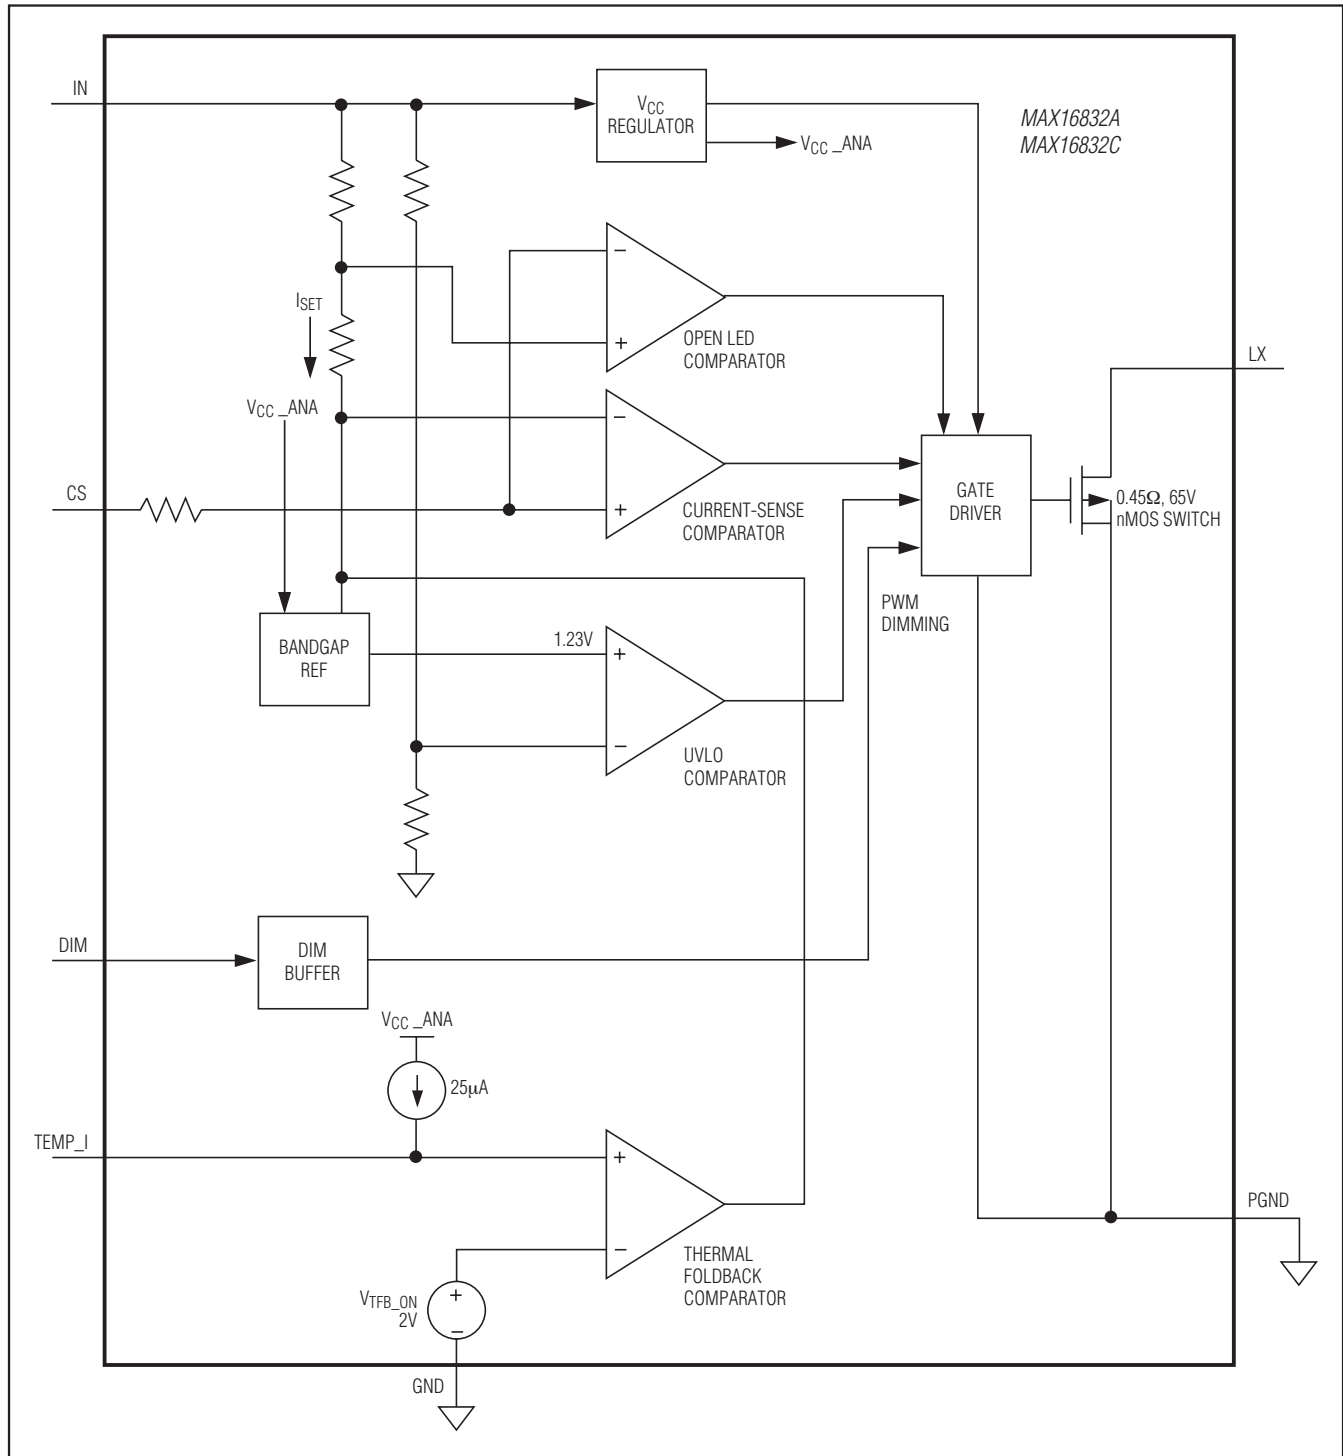 IN
VCC
REGULATOR
MAX16832A
MAX16832C
VCC _ANA
ISET
−
+
OPEN LED
COMPARATOR
LX
VCC _ANA
−
CS
+
CURRENT-SENSE
COMPARATOR
GATE
DRIVER
0.45Ω, 65V
nMOS SWITCH
PWM
DIMMING
BANDGAP
REF
1.23V
+
−
UVLO
COMPARATOR
DIM
DIM
BUFFER
VCC _ANA
25µA
TEMP_I
+
−
THERMAL
FOLDBACK
COMPARATOR
PGND
VTFB_ON
2V
+
−
GND